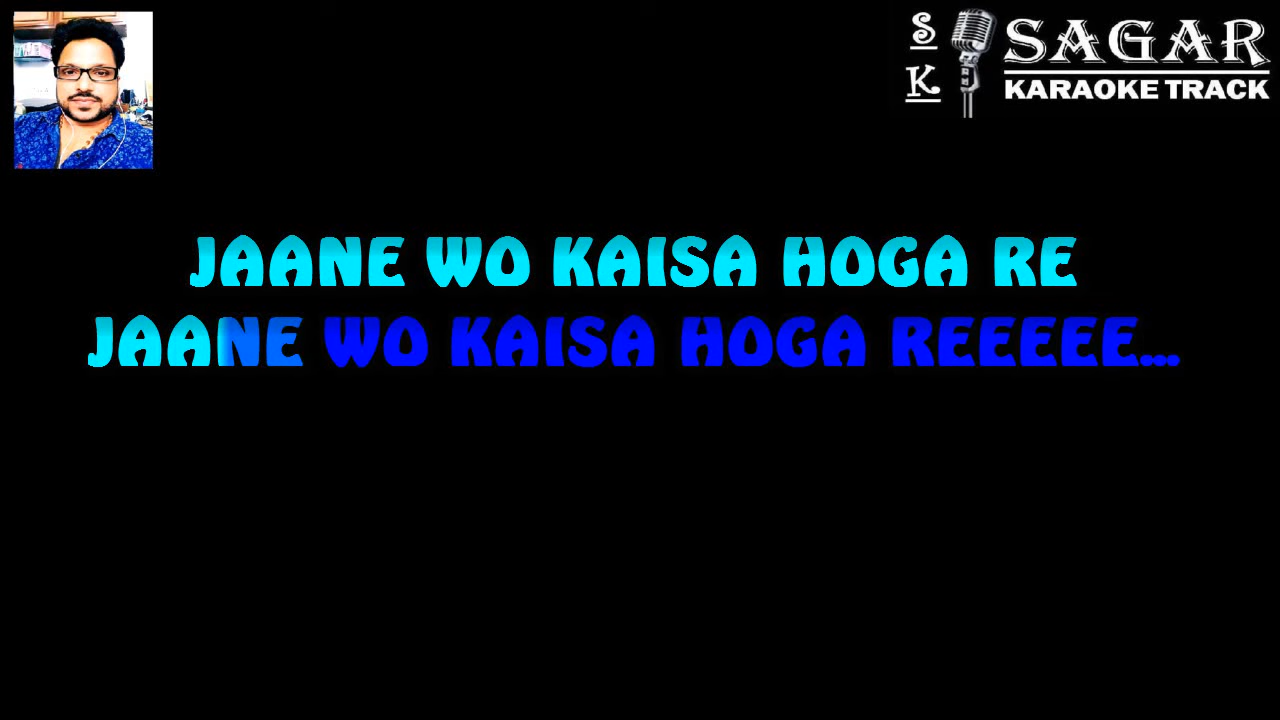 S
K
SAGAR
KARAOKE TRACK
JAANE WO KAISA HOGA RE
JAANE WO KAISA HOGA REEEEE...